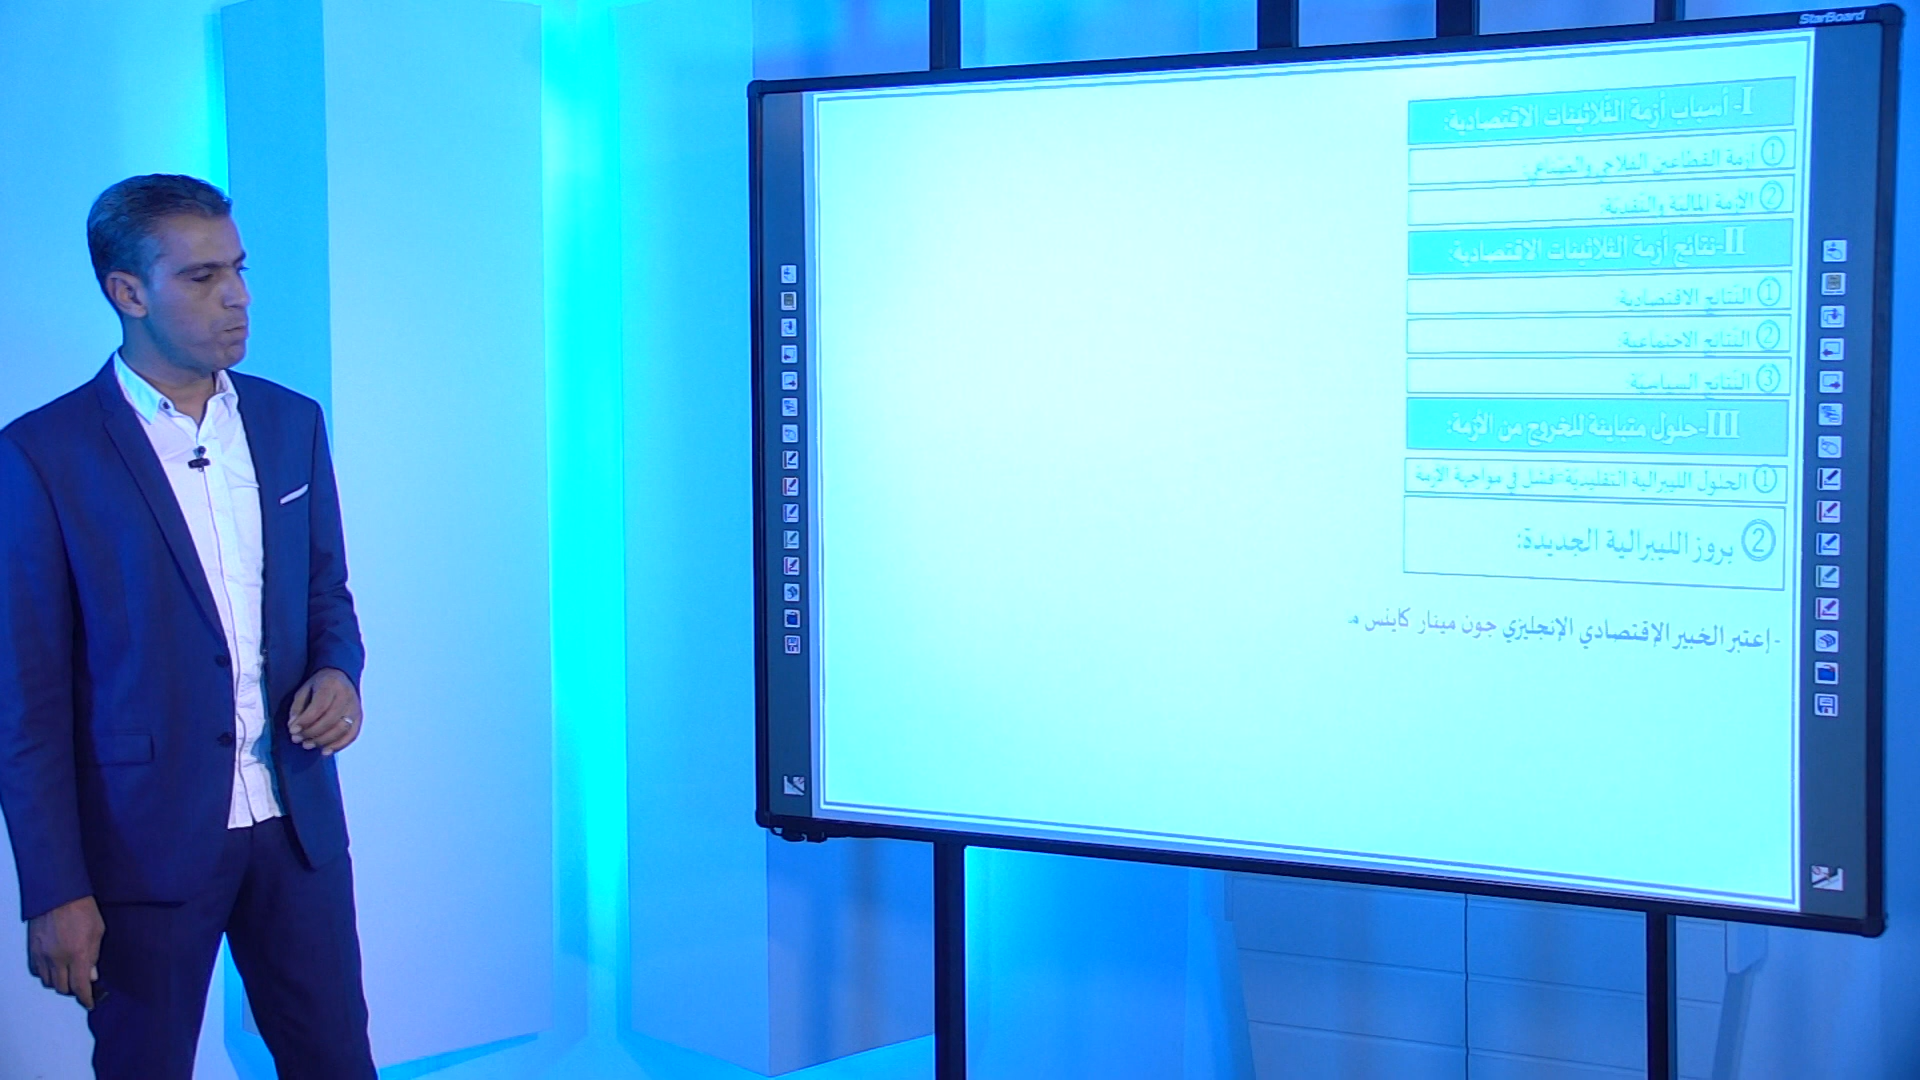 StarBoard
I- أسباب أزمة الثلاثينات الاقتصادية:
① أزمة القطاعين الفلاحي والصناعي:
② الأزمة المالية والنقدية:
II-نتائج أزمة الثلاثينات الاقتصادية:
① النتائج الاقتصادية:
② النتائج الاجتماعية:
③ النتائج السياسية:
III-حلول متباينة للخروج من الأزمة:
① الحلول الليبرالية التقليدية: فشل في مواجهة الأزمة
② بروز الليبرالية الجديدة:
- إعتبر الخبير الإقتصادي الإنجليزي جون مينار كاينس